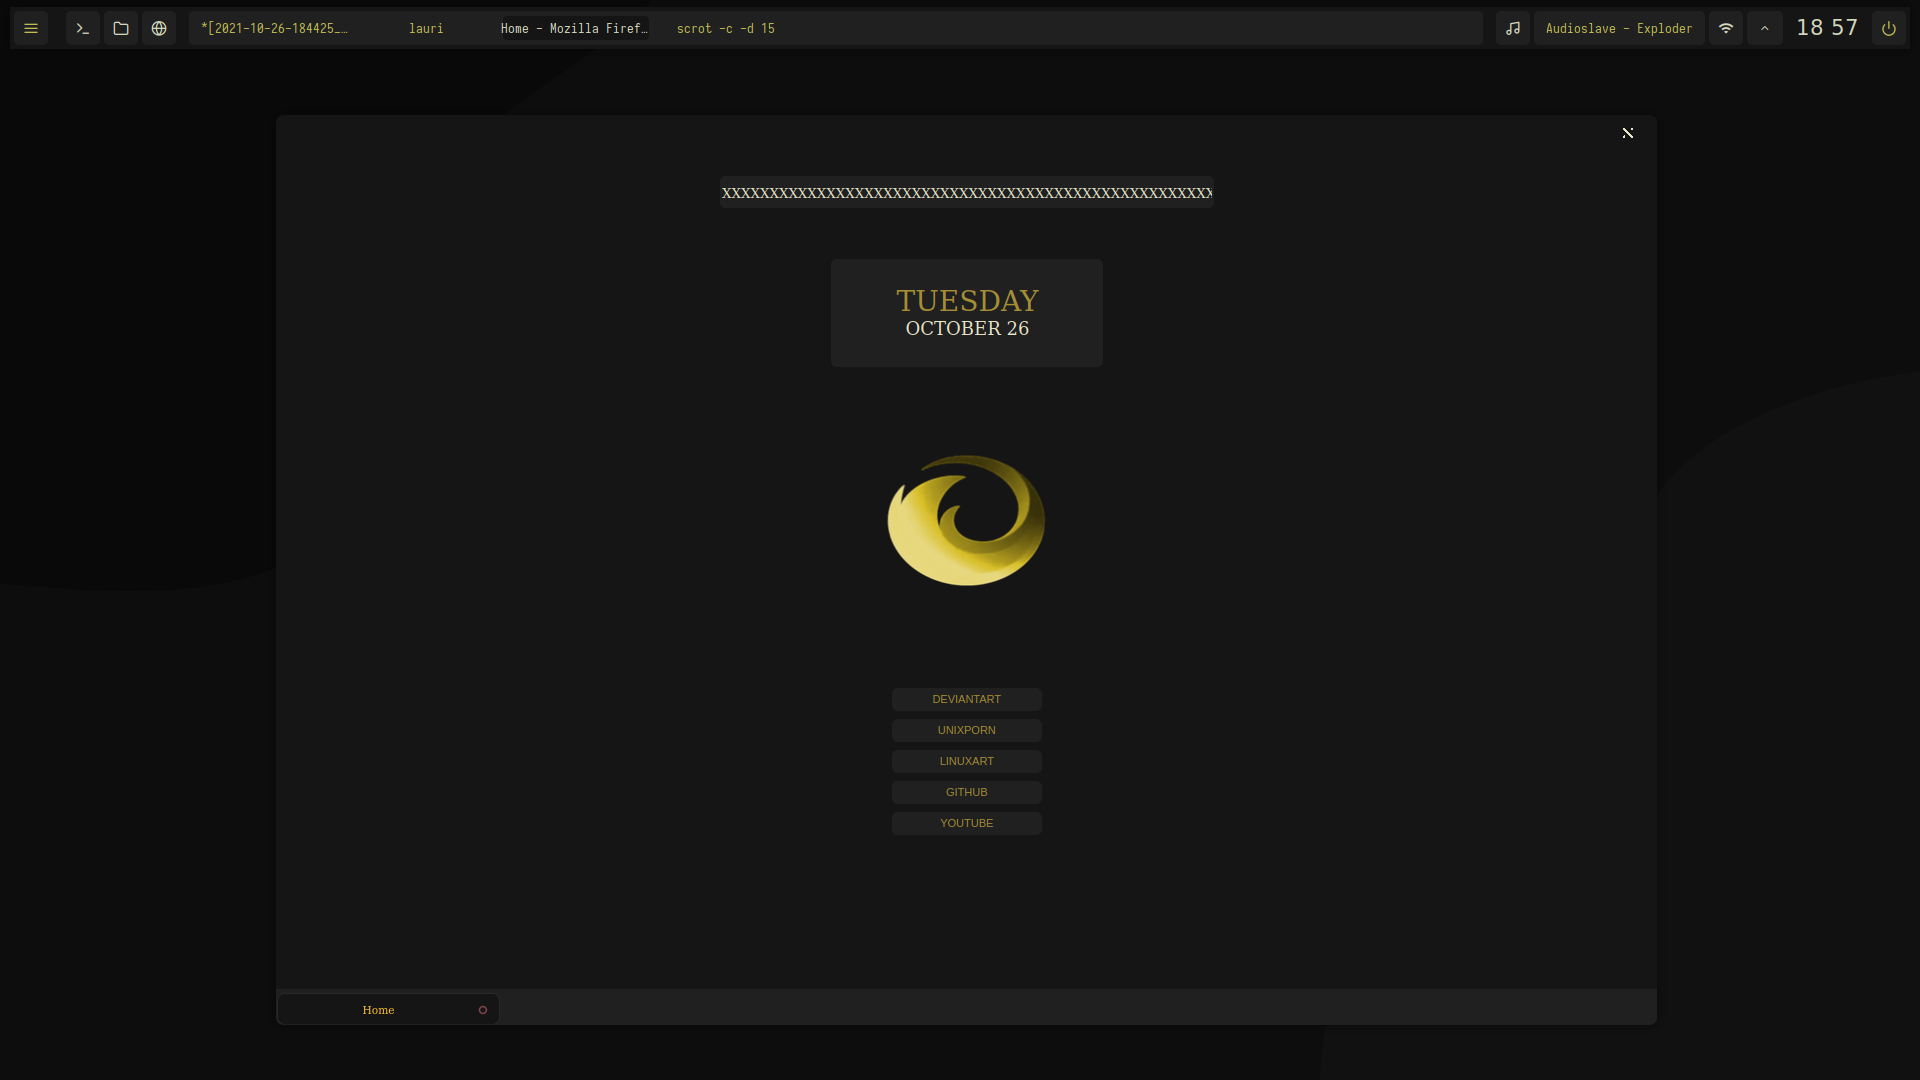 *[2021-10-26-184425_… lauri Home - Mozilla Firef… scrot -c -d 15 Audioslave - Exploder 18 57
XXXXXXXXXXXXXXXXXXXXXXXXXXXXXXXXXXXXXXXXXXXXXXXXXXXX
TUESDAY
OCTOBER 26
DEVIANTART
UNIXPORN
LINUXART
GITHUB
YOUTUBE
Home